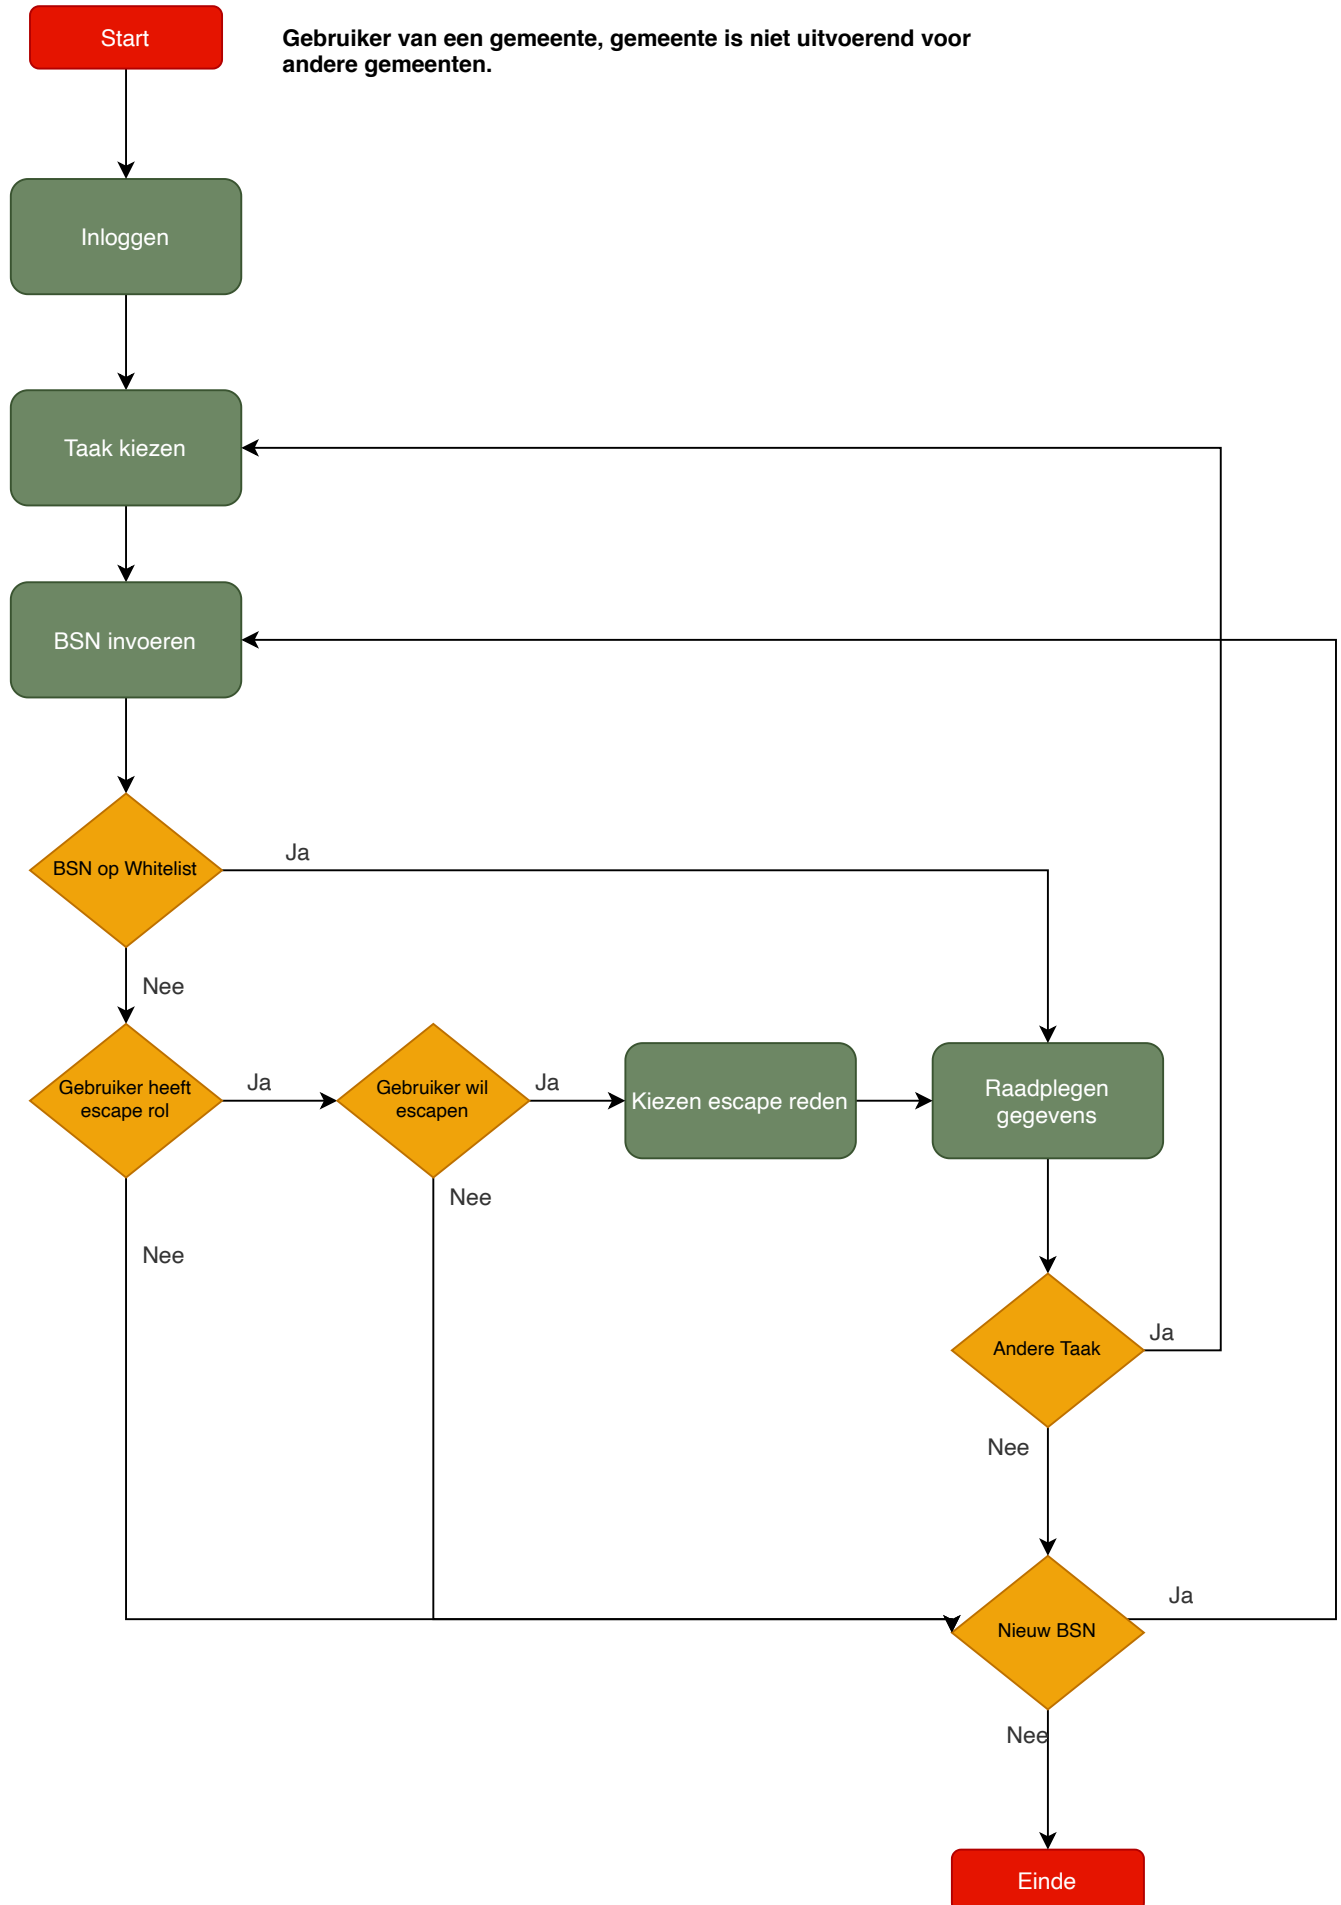 Start
Gebruiker van een gemeente, gemeente is niet uitvoerend voor
andere gemeenten.
Inloggen
Taak kiezen
BSN invoeren
BSN op Whitelist
Ja
Nee
Gebruiker heeft
escape rol
Ja
Gebruiker wil
escapen
Ja
Kiezen escape reden
Raadplegen
gegevens
Nee
Nee
Andere Taak
Ja
Nee
Nieuw BSN
Ja
Nee
Einde